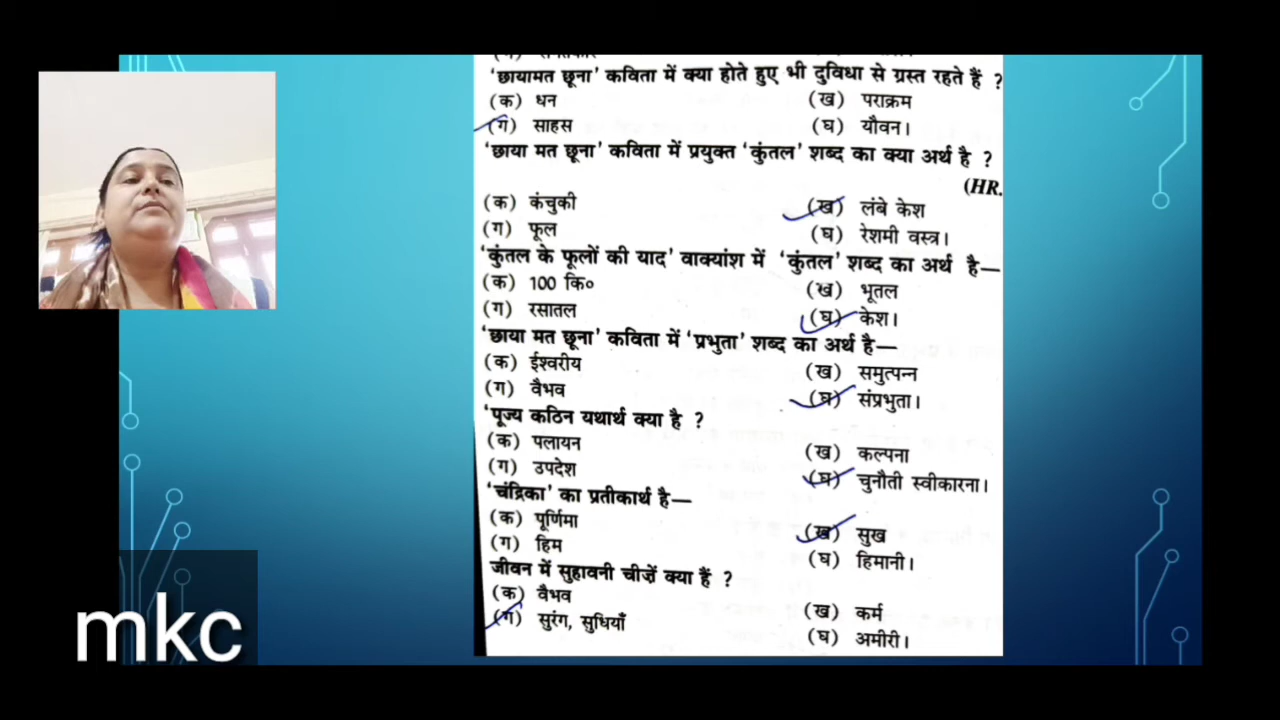 'छायामत छूना' कविता में क्या होते हुए भी दुविधा से ग्रस्त रहते हैं ?
(क) धन (ख) पराक्रम
(ग) साहस (घ) यौवन।
'छाया मत छूना' कविता में प्रयुक्त 'कुंतल' शब्द का क्या अर्थ है ?
(HR.
(क) कंचुकी (ख) लंबे केश
(ग) फूल (घ) रेशमी वस्त्र।
'कुंतल के फूलों की याद' वाक्यांश में 'कुंतल' शब्द का अर्थ है—
(क) 100 कि० (ख) भूतल
(ग) रसातल (घ) केश।
'छाया मत छूना' कविता में 'प्रभुता' शब्द का अर्थ है—
(क) ईश्वरीय (ख) समुत्पन्न
(ग) वैभव (घ) संप्रभुता।
'पूज्य कठिन यथार्थ क्या है ?
(क) पलायन (ख) कल्पना
(ग) उपदेश (घ) चुनौती स्वीकारना।
'चंद्रिका' का प्रतीकार्थ है—
(क) पूर्णिमा (ख) सुख
(ग) हिम (घ) हिमानी।
जीवन में सुहावनी चीज़ें क्या हैं ?
(क) वैभव (ख) कर्म
(ग) सुरंग, सुधियाँ (घ) अमीरी।
mkc